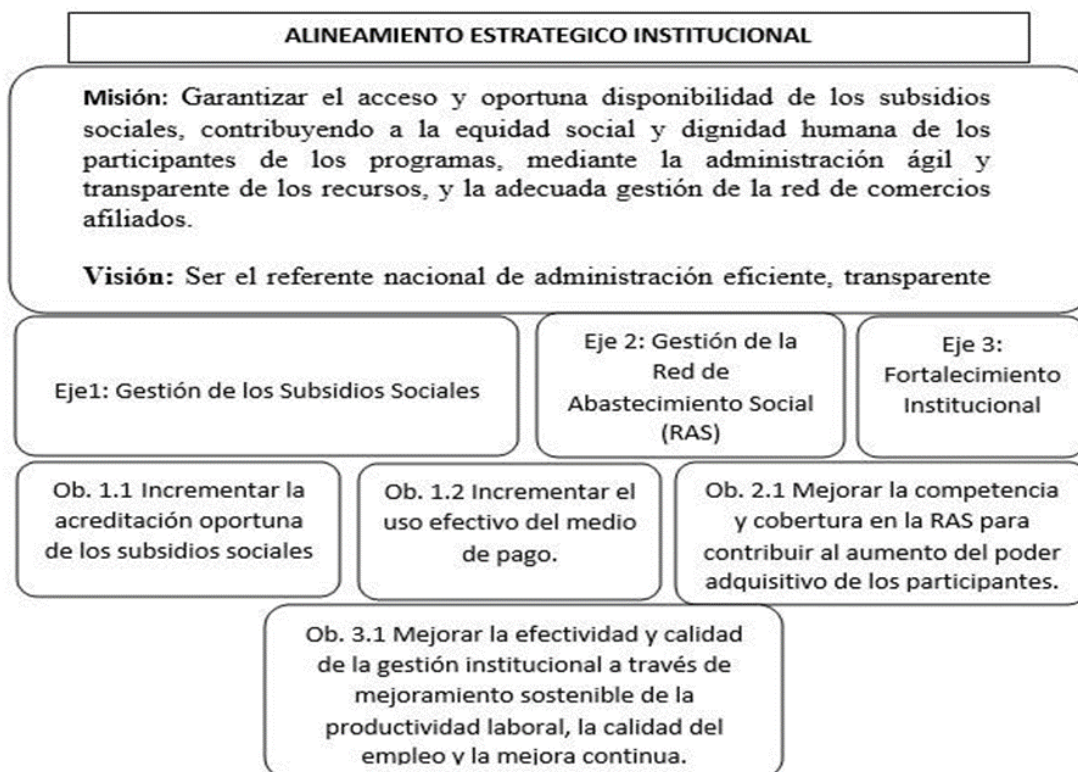 ALINEAMIENTO ESTRATEGICO INSTITUCIONAL
Misión: Garantizar el acceso y oportuna disponibilidad de los subsidios
sociales, contribuyendo a la equidad social y dignidad humana de los
participantes de los programas, mediante la administración ágil y
transparente de los recursos, y la adecuada gestión de la red de comercios
afiliados.
Visión: Ser el referente nacional de administración eficiente, transparente
Eje1: Gestión de los Subsidios Sociales
Eje 2: Gestión de la
Red de
Abastecimiento Social
(RAS)
Eje 3:
Fortalecimiento
Institucional
Ob. 1.1 Incrementar la
acreditación oportuna
de los subsidios sociales
Ob. 1.2 Incrementar el
uso efectivo del medio
de pago.
Ob. 2.1 Mejorar la competencia
y cobertura en la RAS para
contribuir al aumento del poder
adquisitivo de los participantes.
Ob. 3.1 Mejorar la efectividad y calidad
de la gestión institucional a través de
mejoramiento sostenible de la
productividad laboral, la calidad del
empleo y la mejora continua.